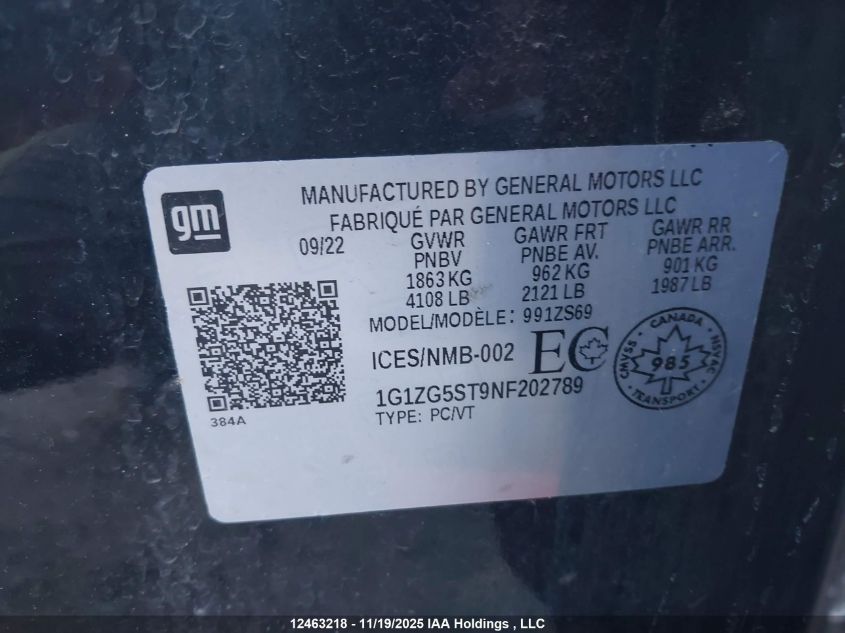 gm
MANUFACTURED BY GENERAL MOTORS LLC
FABRIQUÉ PAR GENERAL MOTORS LLC
09/22 GVWR GAWR FRT GAWR RR
PNBV PNBE AV. PNBE ARR.
1863 KG 962 KG 901 KG
4108 LB 2121 LB 1987 LB
MODEL/MODÈLE: 991ZS69
ICES/NMB-002 EC
CANADA
CMVSS 985 NSVAC
TRANSPORT
1G1ZG5ST9NF202789
384A TYPE: PC/VT
12463218 - 11/19/2025 IAA Holdings , LLC